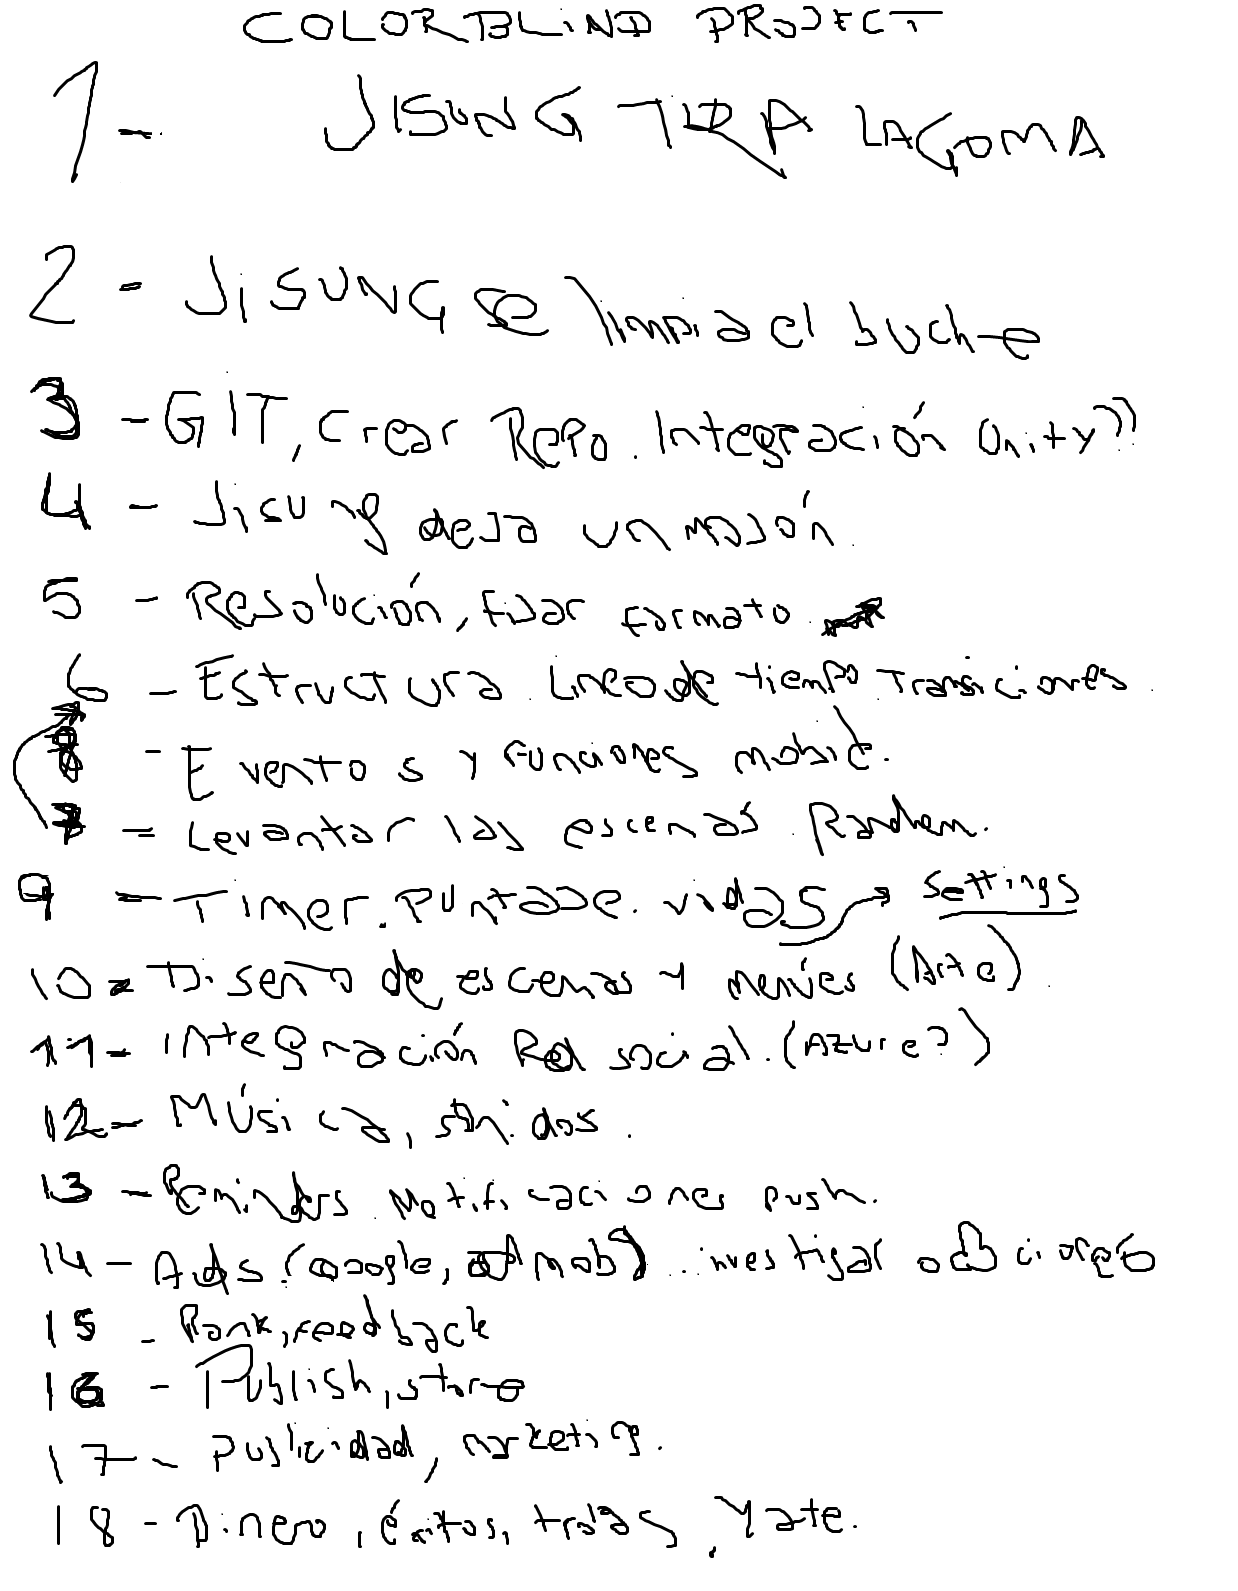 COLORBLIND PROJECT
1- JISUNG TIRA LA GOMA
2- JISUNG se limpia el buche
3 - GIT, crear Repo. Integración Unity??
4 - Jisung deja un mojón.
5 - Resolución, fijar formato
6 - Estructura. Linea de tiempo. Transiciones.
8 - Eventos y funciones mobile.
7 - Levantar las escenas. Random.
9 - Timer. Puntaje. vidas → Settings
10 - Diseño de escenas y menúes (Arte)
11 - Integración Red social. (Azure?)
12 - Música, sonidos.
13 - Reminders. Notificaciones push.
14 - Ads. (Google, admob). investigar
15 - Rank, feedback
16 - Publish, store
17 - Publicidad, marketing.
18 - Dinero, éxitos, , Yate.